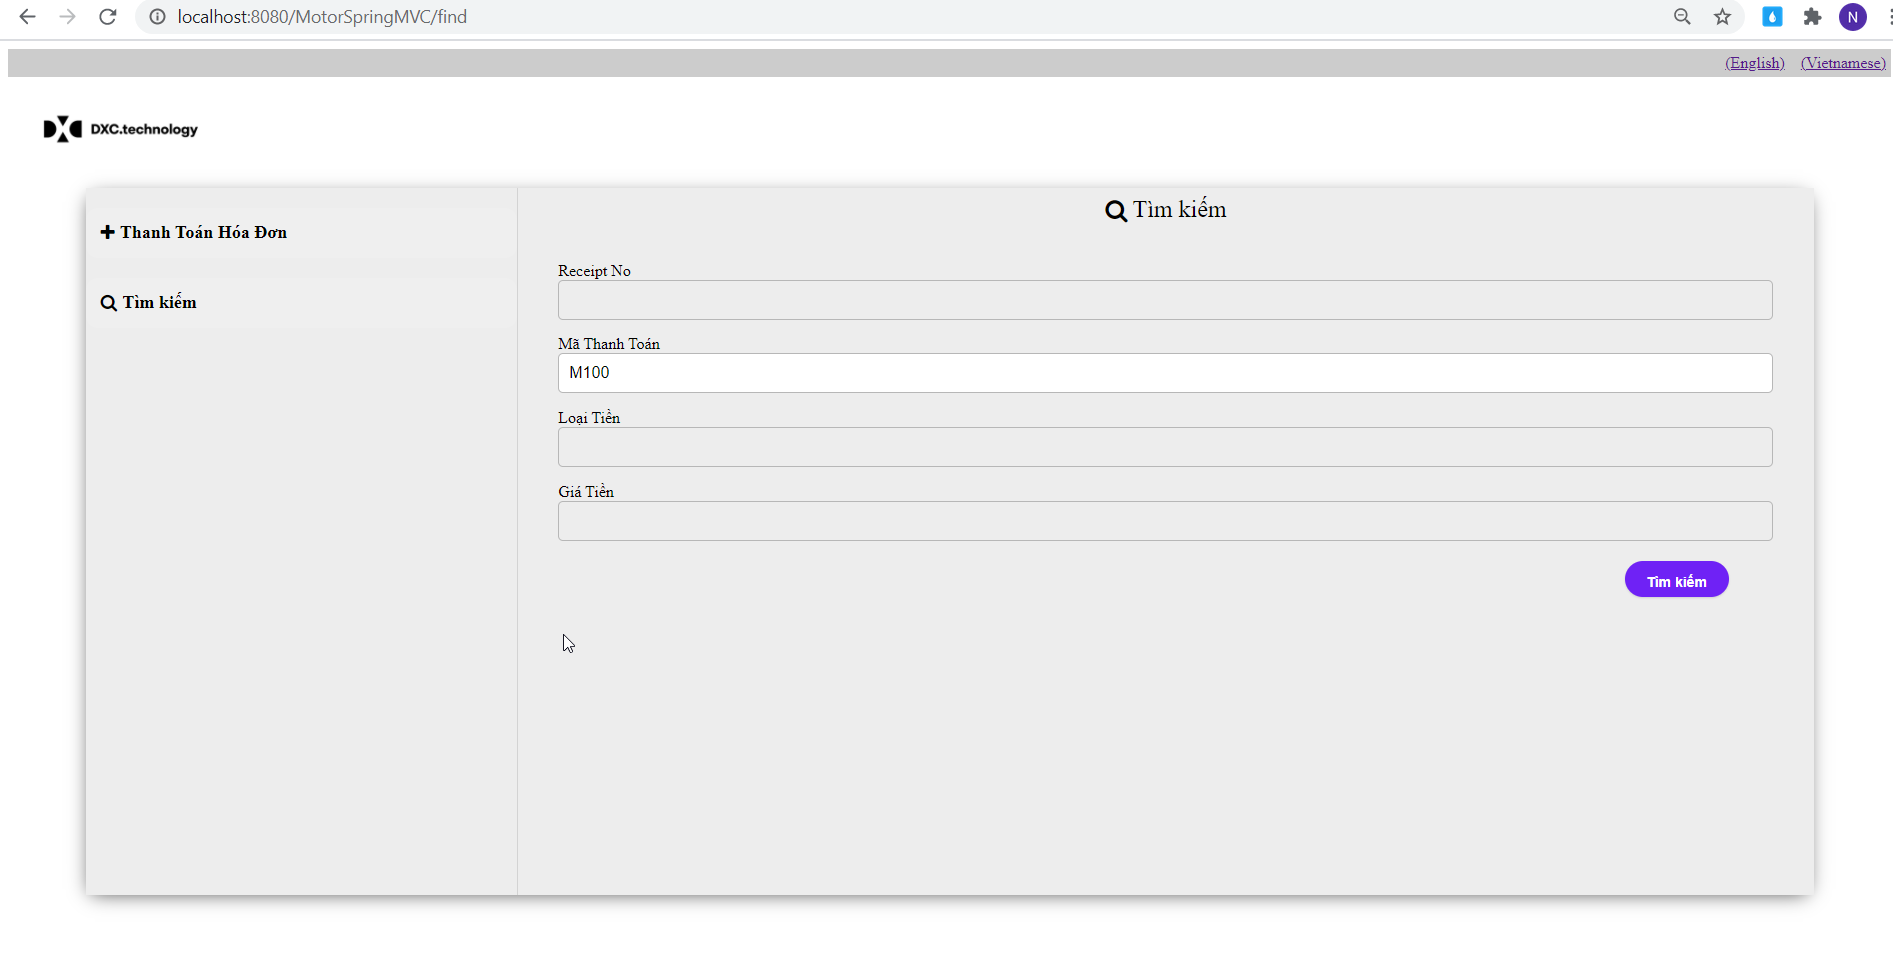 localhost:8080/MotorSpringMVC/find
N
(English) (Vietnamese)
DXC.technology
Thanh Toán Hóa Đơn
Tìm kiếm
Tìm kiếm
Receipt No
Mã Thanh Toán
M100
Loại Tiền
Giá Tiền
Tìm kiếm